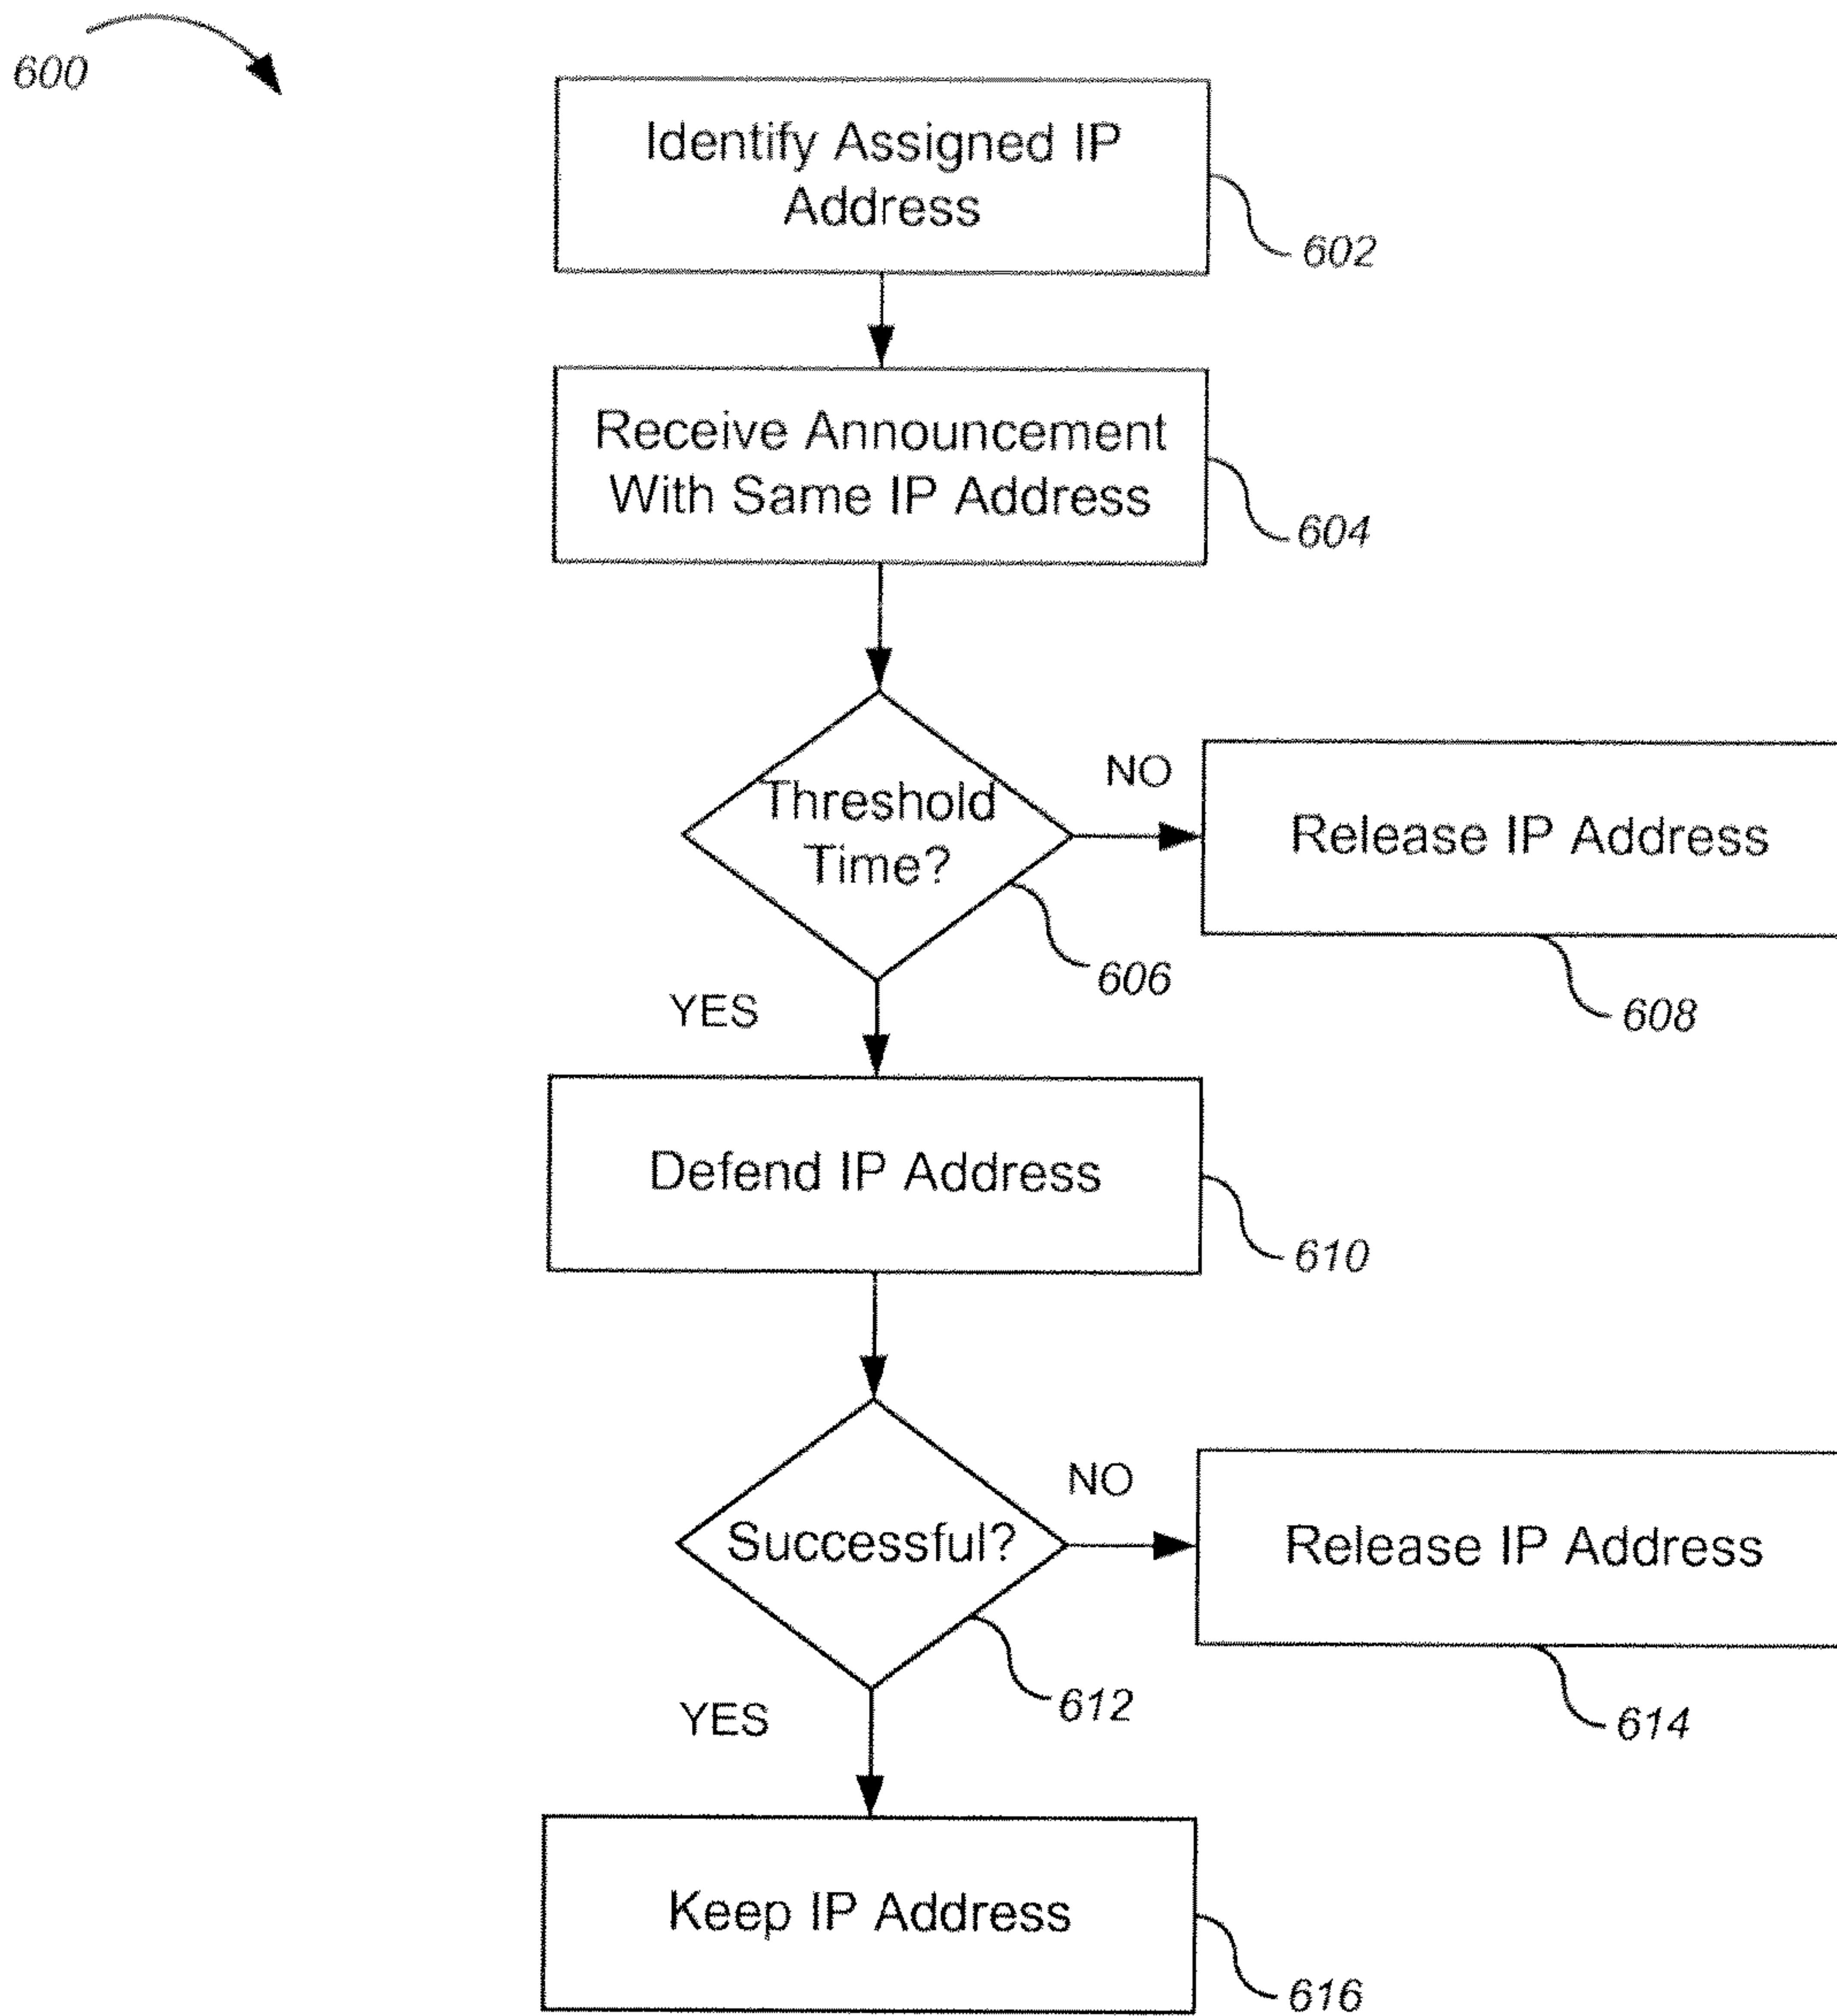 600
Identify Assigned IP
Address
602
Receive Announcement
With Same IP Address
604
Threshold
Time?
606
NO
Release IP Address
608
YES
Defend IP Address
610
Successful?
612
NO
Release IP Address
614
YES
Keep IP Address
616